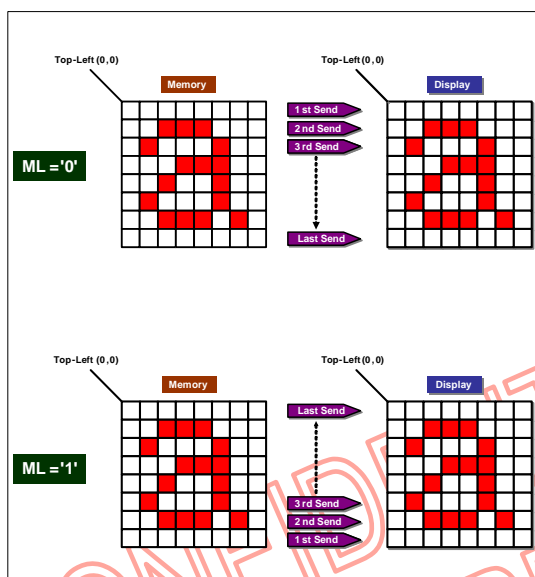 Top-Left (0,0) Top-Left (0,0)
Memory Display
1 st Send
2 nd Send
3 rd Send
ML ='0'
Last Send
Top-Left (0,0) Top-Left (0,0)
Memory Display
Last Send
ML ='1'
3 rd Send
2 nd Send
1 st Send